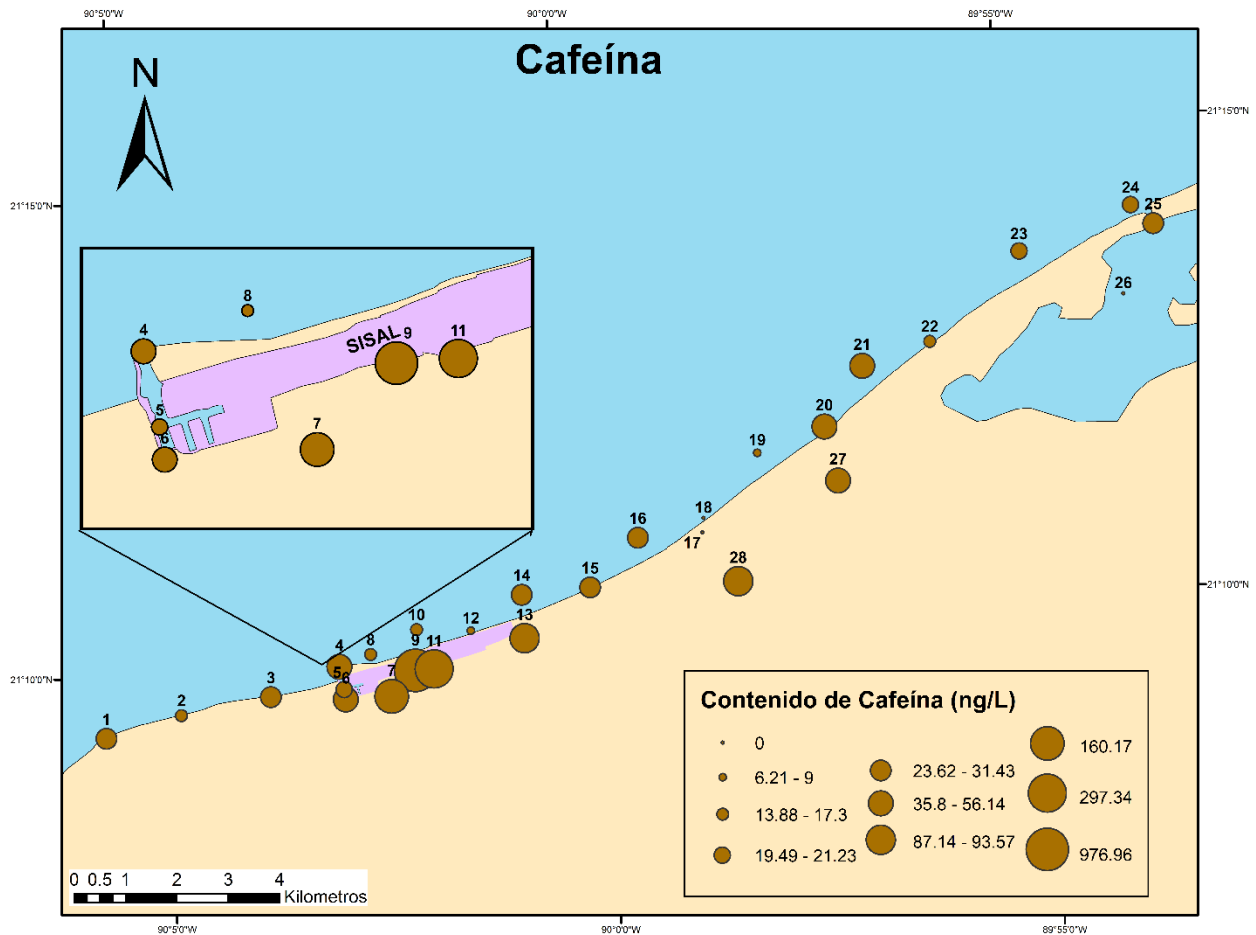 90°5'0"W 90°0'0"W 89°55'0"W
Cafeína
N
21°15'0"N
21°15'0"N
24
25
23
26
8
4
SISAL 9 11
22
21
5
6
7
20
19
27
18
17
16
28
15
14
13
12
10
8
4
9 11
7
5 6
3
2
1
21°10'0"N
21°10'0"N
Contenido de Cafeína (ng/L)
0
6.21 - 9
13.88 - 17.3
19.49 - 21.23
23.62 - 31.43
35.8 - 56.14
87.14 - 93.57
160.17
297.34
976.96
0 0.5 1 2 3 4
Kilometros
90°5'0"W 90°0'0"W 89°55'0"W